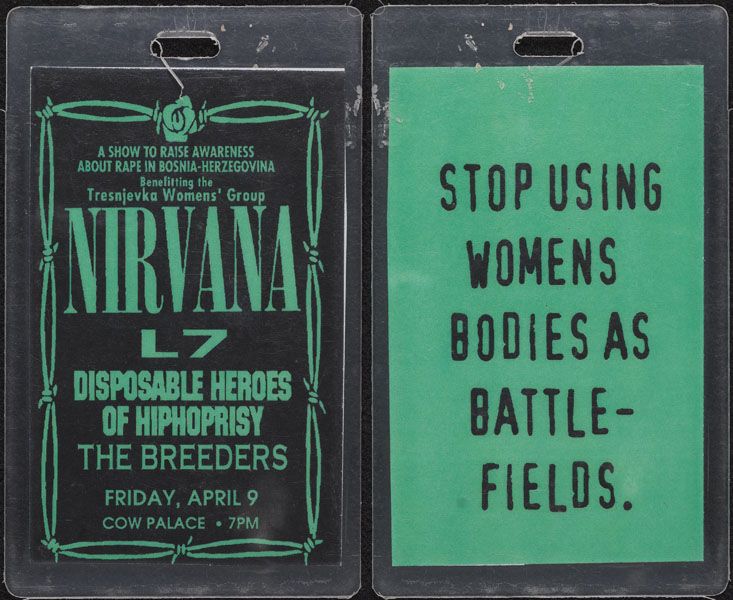 A SHOW TO RAISE AWARENESS
ABOUT RAPE IN BOSNIA-HERZEGOVINA
Benefitting the
Tresnjevka Womens' Group
NIRVANA
L7
DISPOSABLE HEROES
OF HIPHOPRISY
THE BREEDERS
FRIDAY, APRIL 9
COW PALACE • 7PM
STOP USING
WOMENS
BODIES AS
BATTLE-
FIELDS.